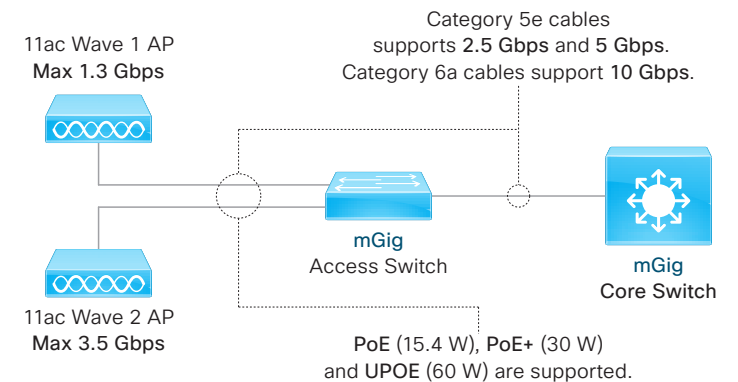 Category 5e cables
supports 2.5 Gbps and 5 Gbps.
Category 6a cables support 10 Gbps.
11ac Wave 1 AP
Max 1.3 Gbps
mGig
Access Switch
mGig
Core Switch
11ac Wave 2 AP
Max 3.5 Gbps
PoE (15.4 W), PoE+ (30 W)
and UPOE (60 W) are supported.